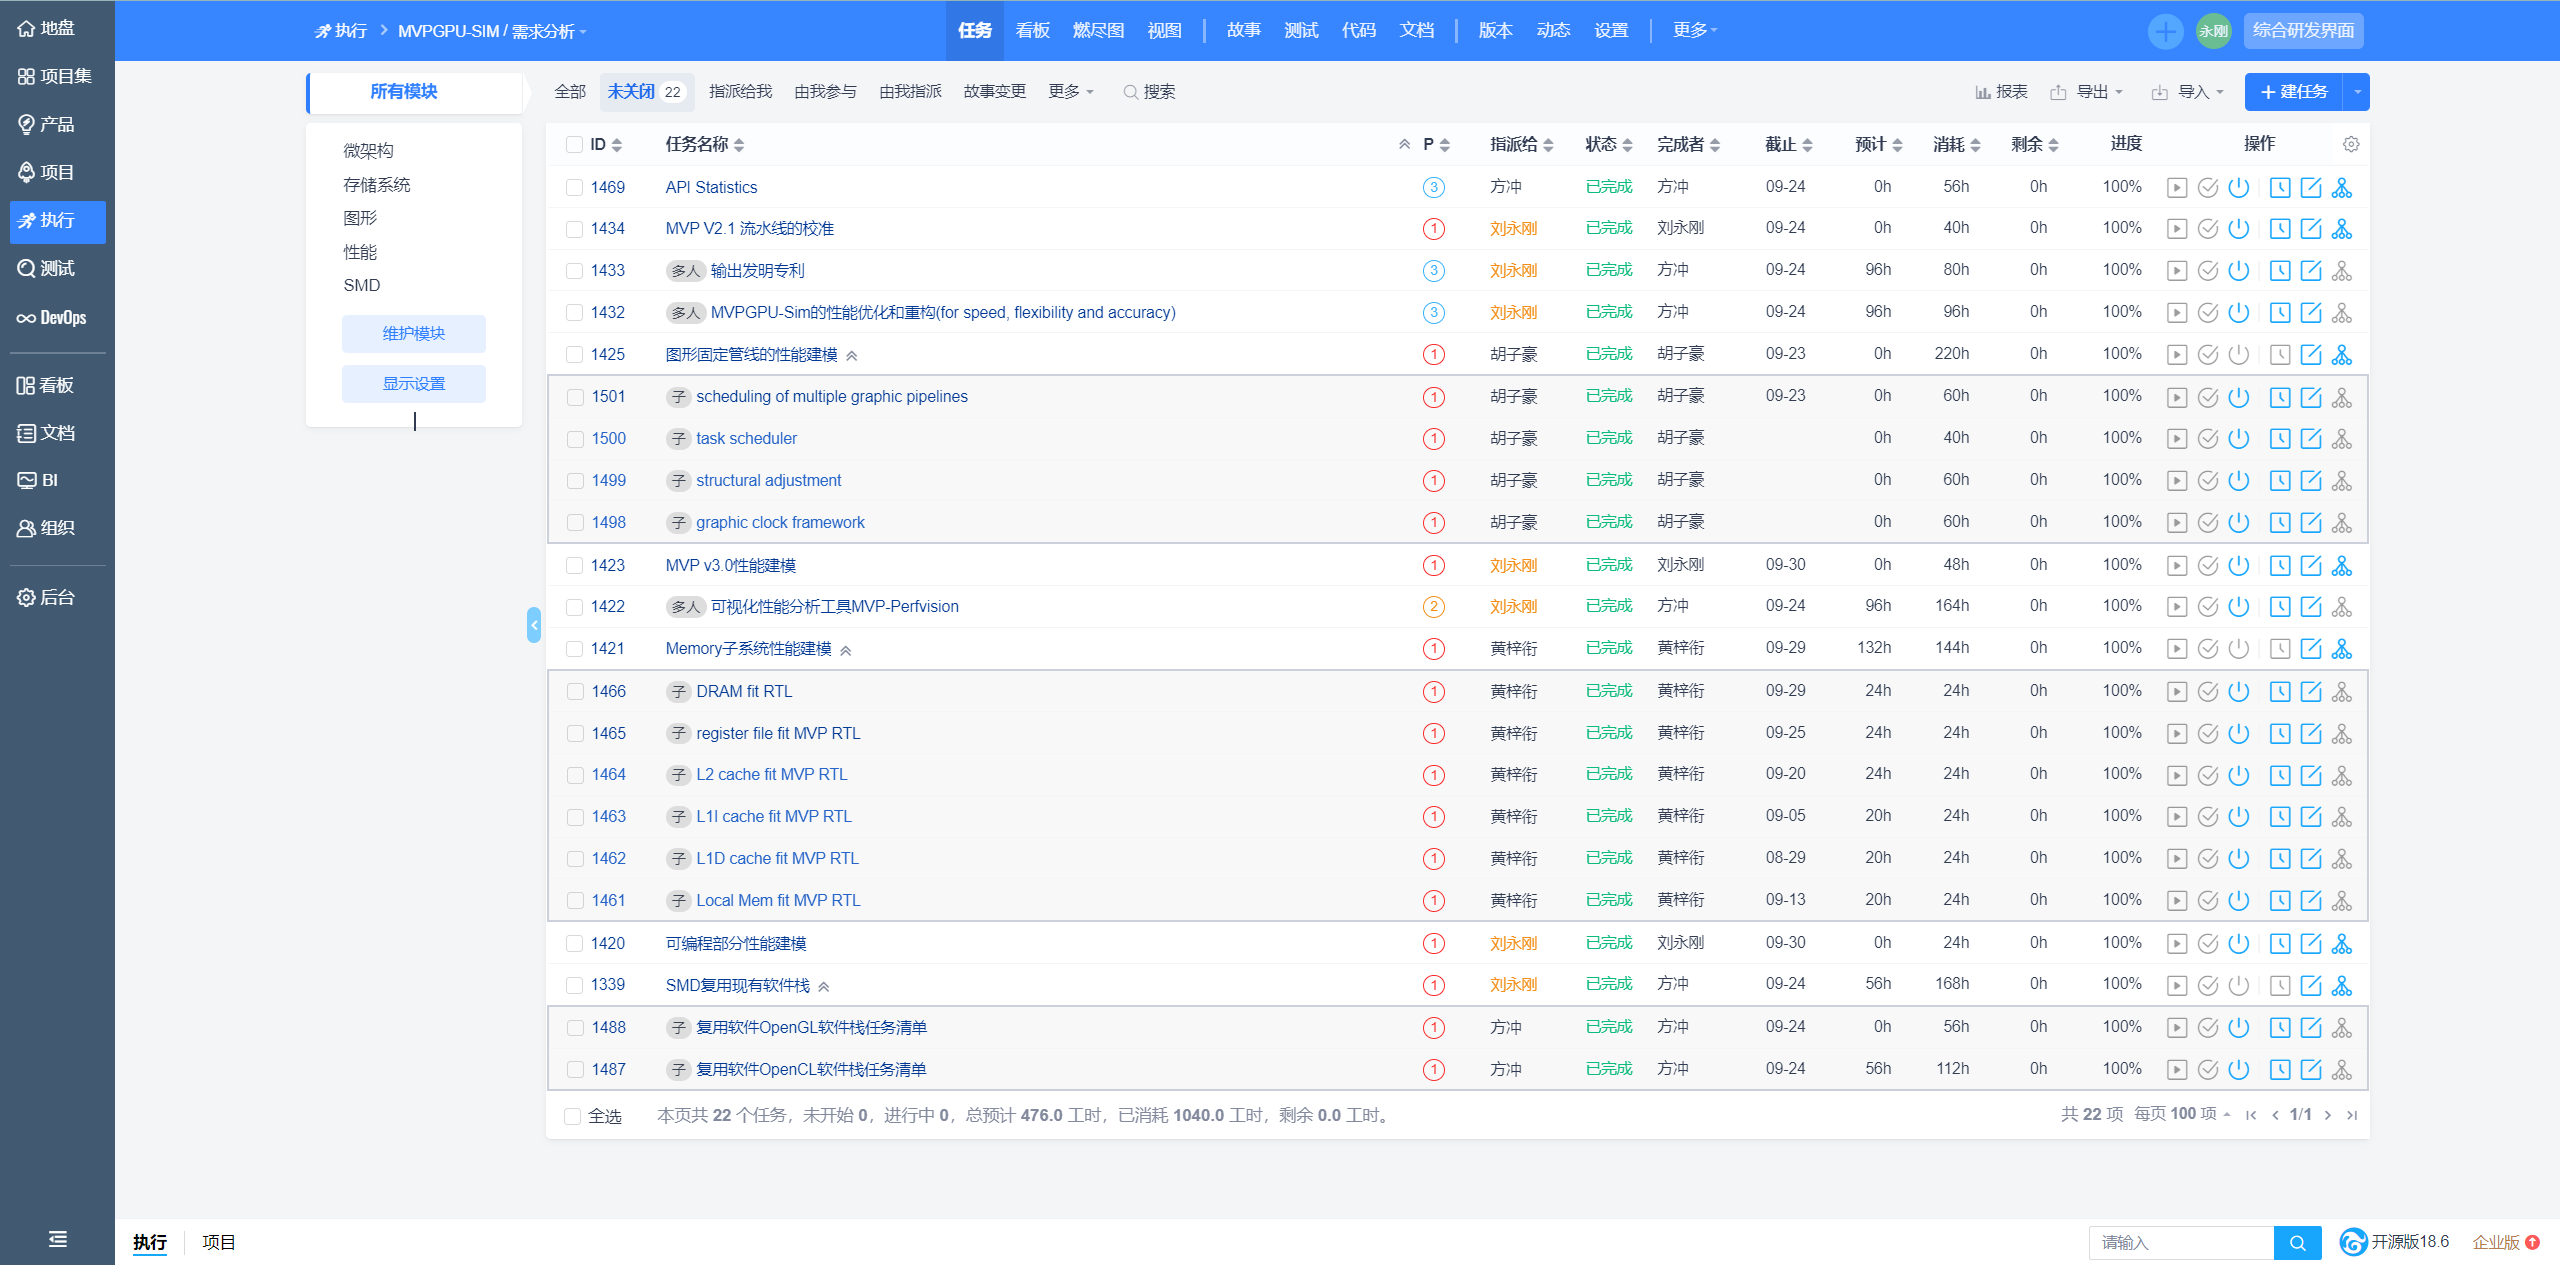 地盘
项目集
产品
项目
执行
测试
DevOps
看板
文档
BI
组织
后台
执行 > MVPGPU-SIM / 需求分析
任务 看板 燃尽图 视图 | 故事 测试 代码 文档 | 版本 动态 设置 | 更多
永刚 综合研发界面
所有模块
微架构
存储系统
图形
性能
SMD
维护模块
显示设置
全部 未关闭 22 指派给我 由我参与 由我指派 故事变更 更多 搜索
报表 导出 导入 + 建任务
ID 任务名称 P 指派给 状态 完成者 截止 预计 消耗 剩余 进度 操作
1469 API Statistics 3 方冲 已完成 方冲 09-24 0h 56h 0h 100%
1434 MVP V2.1 流水线的校准 1 刘永刚 已完成 刘永刚 09-24 0h 40h 0h 100%
1433 多人 输出发明专利 3 刘永刚 已完成 方冲 09-24 96h 80h 0h 100%
1432 多人 MVPGPU-Sim的性能优化和重构(for speed, flexibility and accuracy) 3 刘永刚 已完成 方冲 09-24 96h 96h 0h 100%
1425 图形固定管线的性能建模 1 胡子豪 已完成 胡子豪 09-23 0h 220h 0h 100%
1501 子 scheduling of multiple graphic pipelines 1 胡子豪 已完成 胡子豪 09-23 0h 60h 0h 100%
1500 子 task scheduler 1 胡子豪 已完成 胡子豪 0h 40h 0h 100%
1499 子 structural adjustment 1 胡子豪 已完成 胡子豪 0h 60h 0h 100%
1498 子 graphic clock framework 1 胡子豪 已完成 胡子豪 0h 60h 0h 100%
1423 MVP v3.0性能建模 1 刘永刚 已完成 刘永刚 09-30 0h 48h 0h 100%
1422 多人 可视化性能分析工具MVP-Perfvision 2 刘永刚 已完成 方冲 09-24 96h 164h 0h 100%
1421 Memory子系统性能建模 1 黄梓衔 已完成 黄梓衔 09-29 132h 144h 0h 100%
1466 子 DRAM fit RTL 1 黄梓衔 已完成 黄梓衔 09-29 24h 24h 0h 100%
1465 子 register file fit MVP RTL 1 黄梓衔 已完成 黄梓衔 09-25 24h 24h 0h 100%
1464 子 L2 cache fit MVP RTL 1 黄梓衔 已完成 黄梓衔 09-20 24h 24h 0h 100%
1463 子 L1I cache fit MVP RTL 1 黄梓衔 已完成 黄梓衔 09-05 20h 24h 0h 100%
1462 子 L1D cache fit MVP RTL 1 黄梓衔 已完成 黄梓衔 08-29 20h 24h 0h 100%
1461 子 Local Mem fit MVP RTL 1 黄梓衔 已完成 黄梓衔 09-13 20h 24h 0h 100%
1420 可编程部分性能建模 1 刘永刚 已完成 刘永刚 09-30 0h 24h 0h 100%
1339 SMD复用现有软件栈 1 刘永刚 已完成 方冲 09-24 56h 168h 0h 100%
1488 子 复用软件OpenGL软件栈任务清单 1 方冲 已完成 方冲 09-24 0h 56h 0h 100%
1487 子 复用软件OpenCL软件栈任务清单 1 方冲 已完成 方冲 09-24 56h 112h 0h 100%
全选 本页共 22 个任务，未开始 0，进行中 0，总预计 476.0 工时，已消耗 1040.0 工时，剩余 0.0 工时。
共 22 项 每页 100 项 1/1
执行 项目
请输入 开源版18.6 企业版